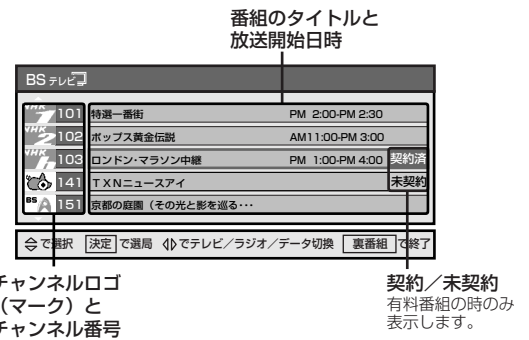 番組のタイトルと
放送開始日時
BS テレビ
101 特選一番街 PM 2:00-PM 2:30
102 ポップス黄金伝説 AM11:00-PM 3:00
103 ロンドン・マラソン中継 PM 1:00-PM 4:00 契約済
141 TXNニュースアイ 未契約
BSA 151 京都の庭園（その光と影を巡る・・・
で選択 決定 で選局 でテレビ／ラジオ／データ切換 裏番組 で終了
チャンネルロゴ
（マーク）と
チャンネル番号
契約／未契約
有料番組の時のみ
表示します。